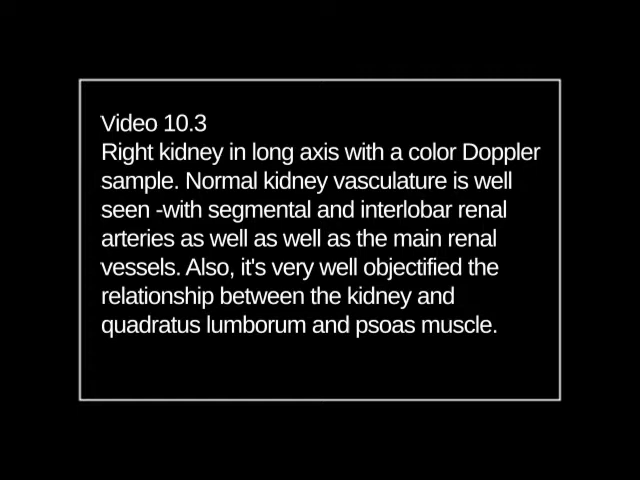 Video 10.3
Right kidney in long axis with a color Doppler
sample. Normal kidney vasculature is well
seen -with segmental and interlobar renal
arteries as well as well as the main renal
vessels. Also, it's very well objectified the
relationship between the kidney and
quadratus lumborum and psoas muscle.